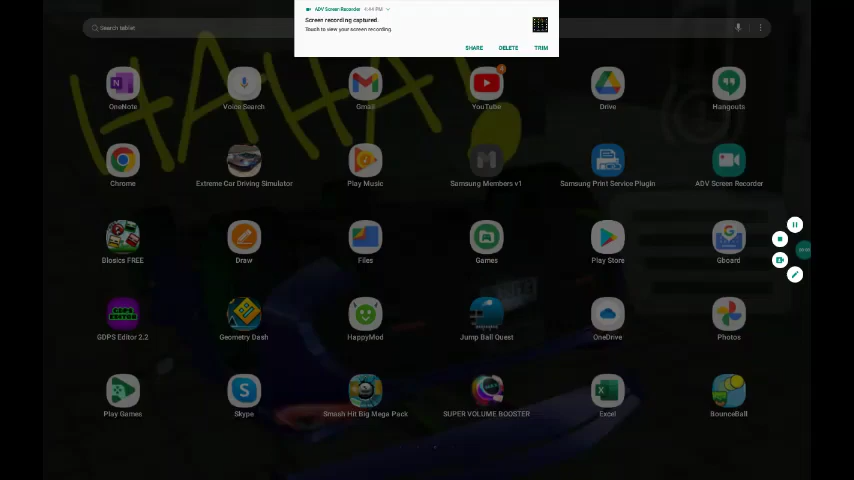 ADV Screen Recorder 4:44 PM
Screen recording captured.
Touch to view your screen recording.
SHARE DELETE TRIM
Search tablet
HAHA!
OneNote Voice Search Gmail YouTube Drive Hangouts
Chrome Extreme Car Driving Simulator Play Music Samsung Members v1 Samsung Print Service Plugin ADV Screen Recorder
Blosics FREE Draw Files Games Play Store Gboard
GDPS Editor 2.2 Geometry Dash HappyMod Jump Ball Quest OneDrive Photos
Play Games Skype Smash Hit Big Mega Pack SUPER VOLUME BOOSTER Excel BounceBall